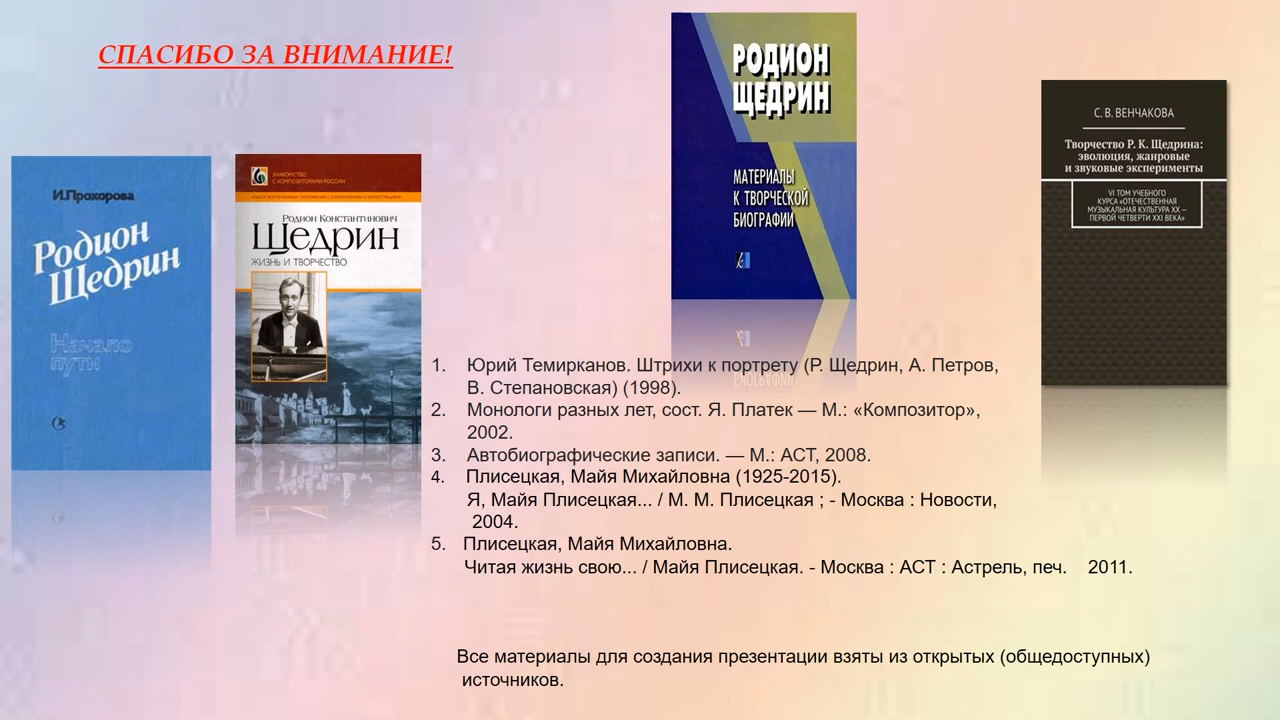 СПАСИБО ЗА ВНИМАНИЕ!
И.Прохорова
Родион
Щедрин
Начало
пути
ЗНАКОМСТВО
С КОМПОЗИТОРАМИ РОССИИ
Родион Константинович
Щедрин
ЖИЗНЬ И ТВОРЧЕСТВО
РОДИОН
ЩЕДРИН
МАТЕРИАЛЫ
К ТВОРЧЕСКОЙ
БИОГРАФИИ
С. В. ВЕНЧАКОВА
Творчество Р. К. Щедрина:
эволюция, жанровые
и звуковые эксперименты
VI ТОМ УЧЕБНОГО
КУРСА «ОТЕЧЕСТВЕННАЯ
МУЗЫКАЛЬНАЯ КУЛЬТУРА XX –
ПЕРВОЙ ЧЕТВЕРТИ XXI ВЕКА»
1. Юрий Темирканов. Штрихи к портрету (Р. Щедрин, А. Петров,
В. Степановская) (1998).
2. Монологи разных лет, сост. Я. Платек — М.: «Композитор»,
2002.
3. Автобиографические записи. — М.: АСТ, 2008.
4. Плисецкая, Майя Михайловна (1925-2015).
Я, Майя Плисецкая... / М. М. Плисецкая ; - Москва : Новости,
2004.
5. Плисецкая, Майя Михайловна.
Читая жизнь свою... / Майя Плисецкая. - Москва : АСТ : Астрель, печ. 2011.
Все материалы для создания презентации взяты из открытых (общедоступных)
источников.